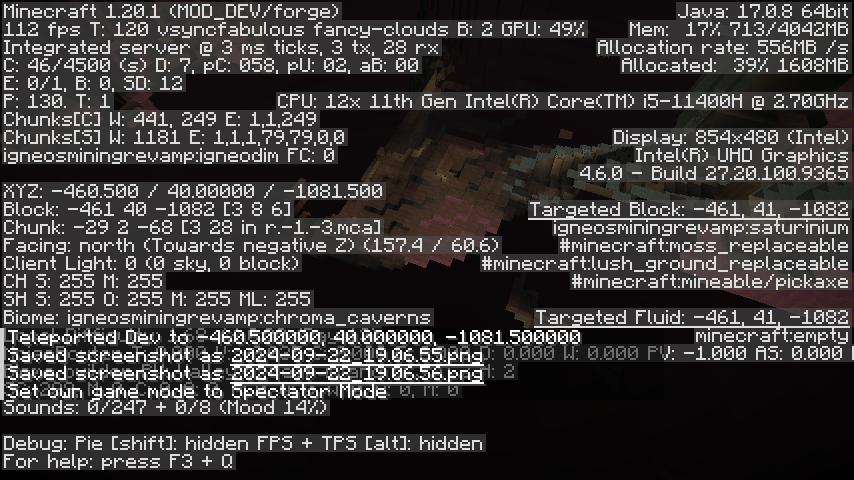 Minecraft 1.20.1 (MOD_DEV/forge)
112 fps T: 120 vsyncfabulous fancy-clouds B: 2 GPU: 49%
Integrated server @ 3 ms ticks, 3 tx, 28 rx
C: 46/4500 (s) D: 7, pC: 058, pU: 02, aB: 00
E: 0/1, B: 0, SD: 12
P: 130. T: 1
Chunks[C] W: 441, 249 E: 1,1,249
Chunks[S] W: 1181 E: 1,1,1,79,79,0,0
igneosminingrevamp:igneodim FC: 0
XYZ: -460.500 / 40.00000 / -1081.500
Block: -461 40 -1082 [3 8 6]
Chunk: -29 2 -68 [3 28 in r.-1.-3.mca]
Facing: north (Towards negative Z) (157.4 / 60.6)
Client Light: 0 (0 sky, 0 block)
CH S: 255 M: 255
SH S: 255 O: 255 M: 255 ML: 255
Biome: igneosminingrevamp:chroma_caverns
Teleported Dev to -460.500000, 40.000000, -1081.500000
Saved screenshot as 2024-09-22_19.06.55.png
0.000 W: 0.000 PV: -1.000 AS: 0.000
Saved screenshot as 2024-09-22_19.06.56.png
Set own game mode to Spectator Mode
Sounds: 0/247 + 0/8 (Mood 14%)
Debug: Pie [shift]: hidden FPS + TPS [alt]: hidden
For help: press F3 + Q
Java: 17.0.8 64bit
Mem: 17% 713/4042MB
Allocation rate: 556MB /s
Allocated: 39% 1608MB
CPU: 12x 11th Gen Intel(R) Core(TM) i5-11400H @ 2.70GHz
Display: 854x480 (Intel)
Intel(R) UHD Graphics
4.6.0 - Build 27.20.100.9365
Targeted Block: -461, 41, -1082
igneosminingrevamp:saturinium
#minecraft:moss_replaceable
#minecraft:lush_ground_replaceable
#minecraft:mineable/pickaxe
Targeted Fluid: -461, 41, -1082
minecraft:empty